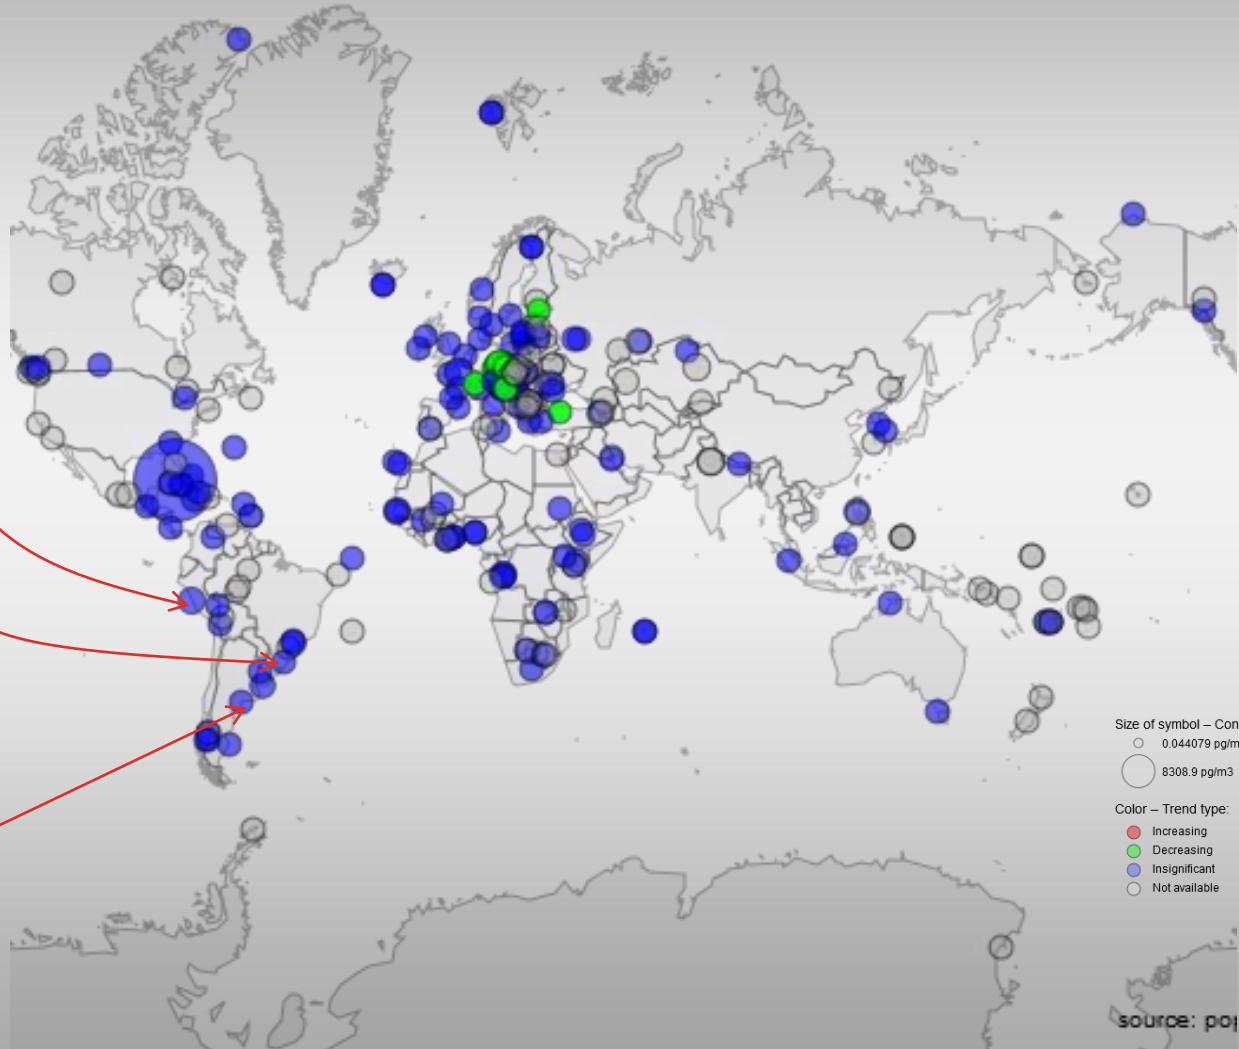 Size of symbol – Con
0.044079 pg/m
8308.9 pg/m3
Color – Trend type:
Increasing
Decreasing
Insignificant
Not available
source: pop